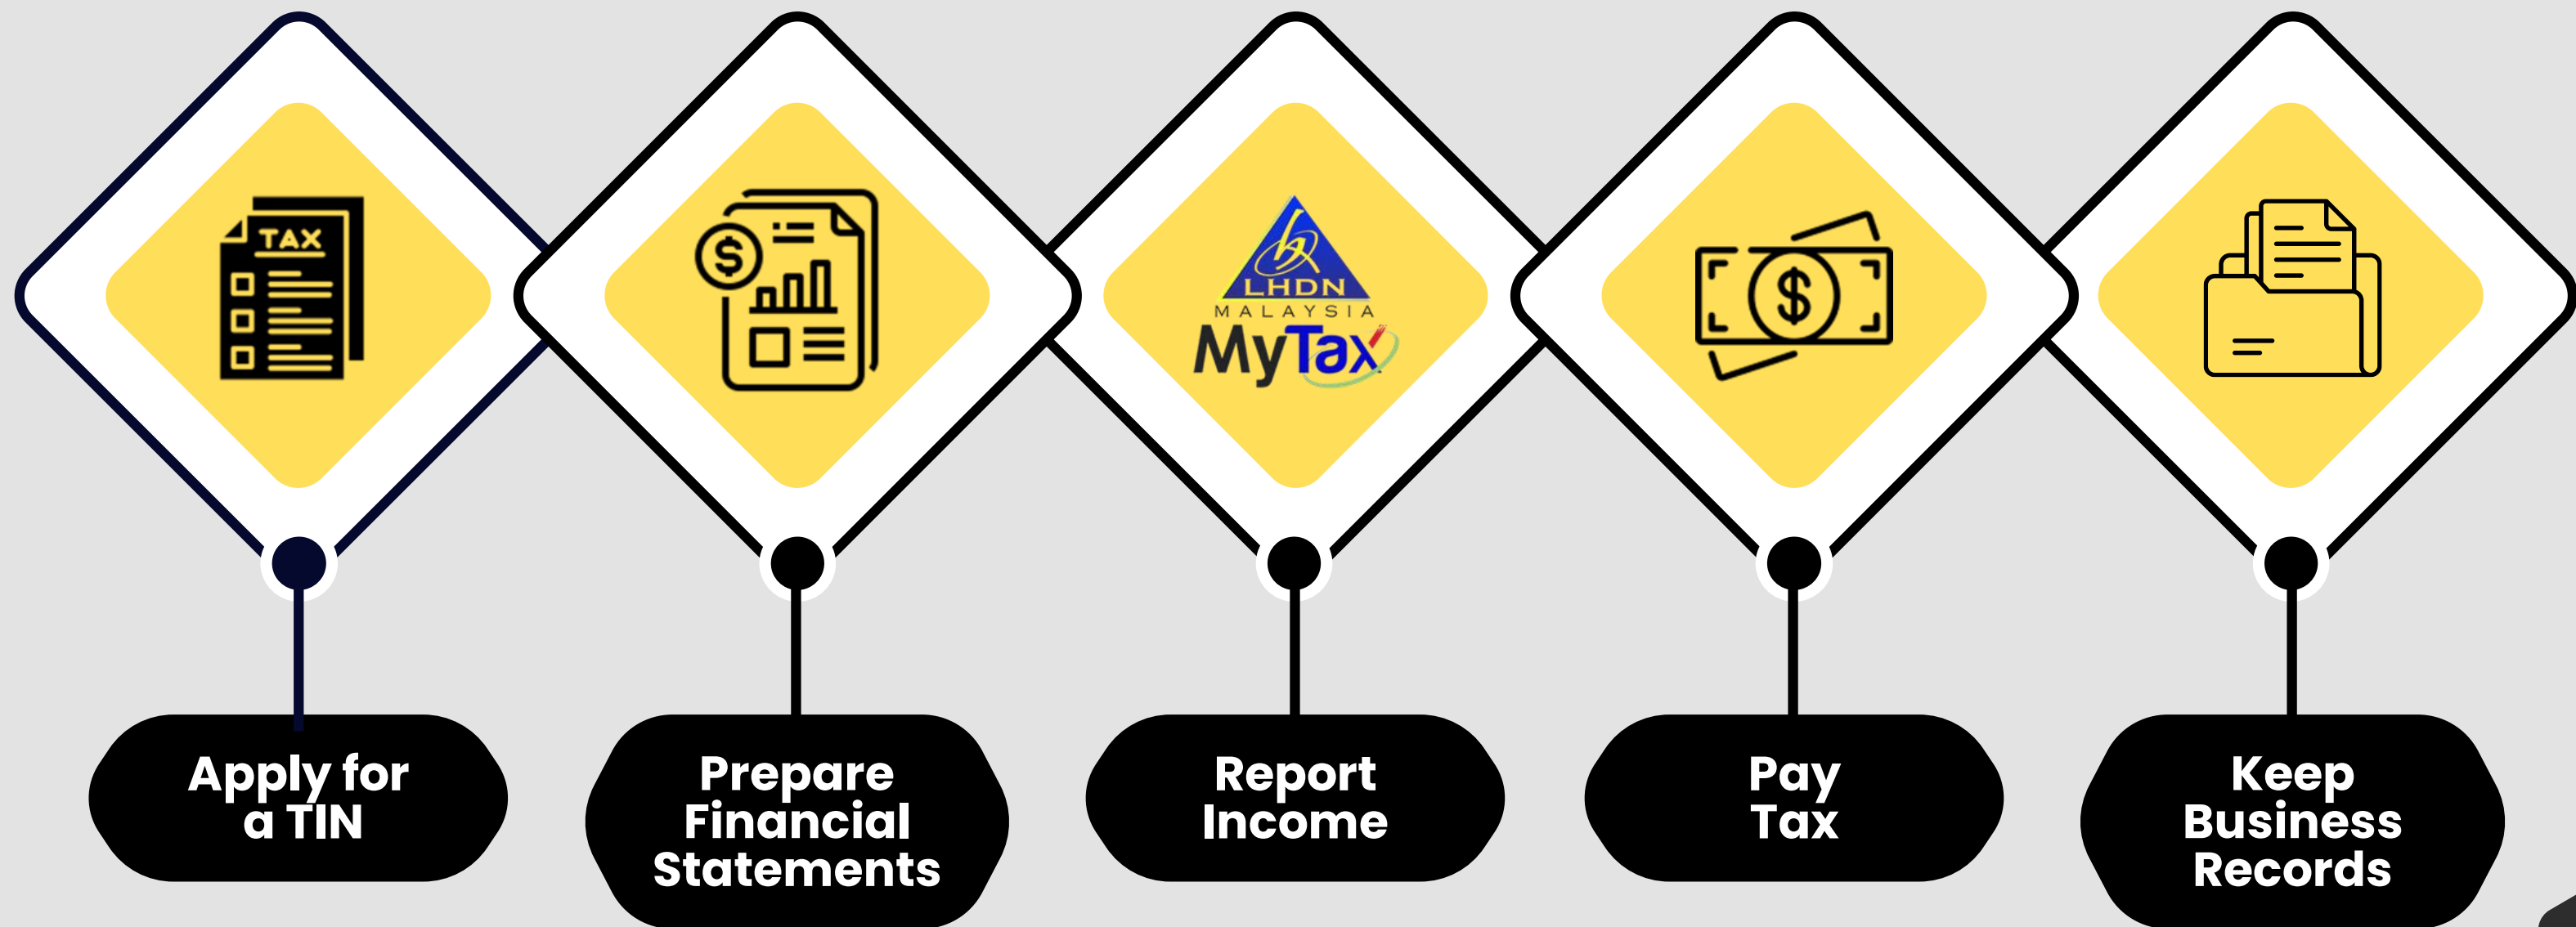 TAX
LHDN
MALAYSIA
MyTax
Apply for
a TIN
Prepare
Financial
Statements
Report
Income
Pay
Tax
Keep
Business
Records